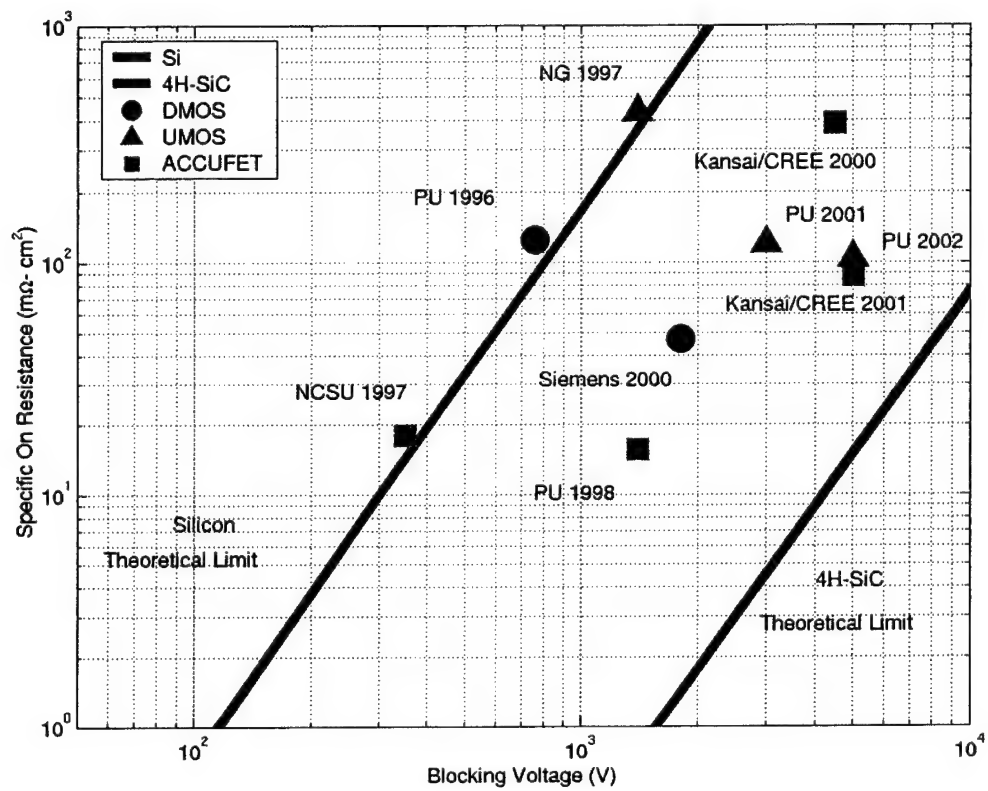 10³
Si
4H-SiC
DMOS
UMOS
ACCUFET
NG 1997
Kansai/CREE 2000
PU 1996
PU 2001
PU 2002
10²
Kansai/CREE 2001
Siemens 2000
NCSU 1997
PU 1998
10¹
Silicon
Theoretical Limit
4H-SiC
Theoretical Limit
10⁰
10²
10³
10⁴
Blocking Voltage (V)
Specific On Resistance (mΩ- cm²)